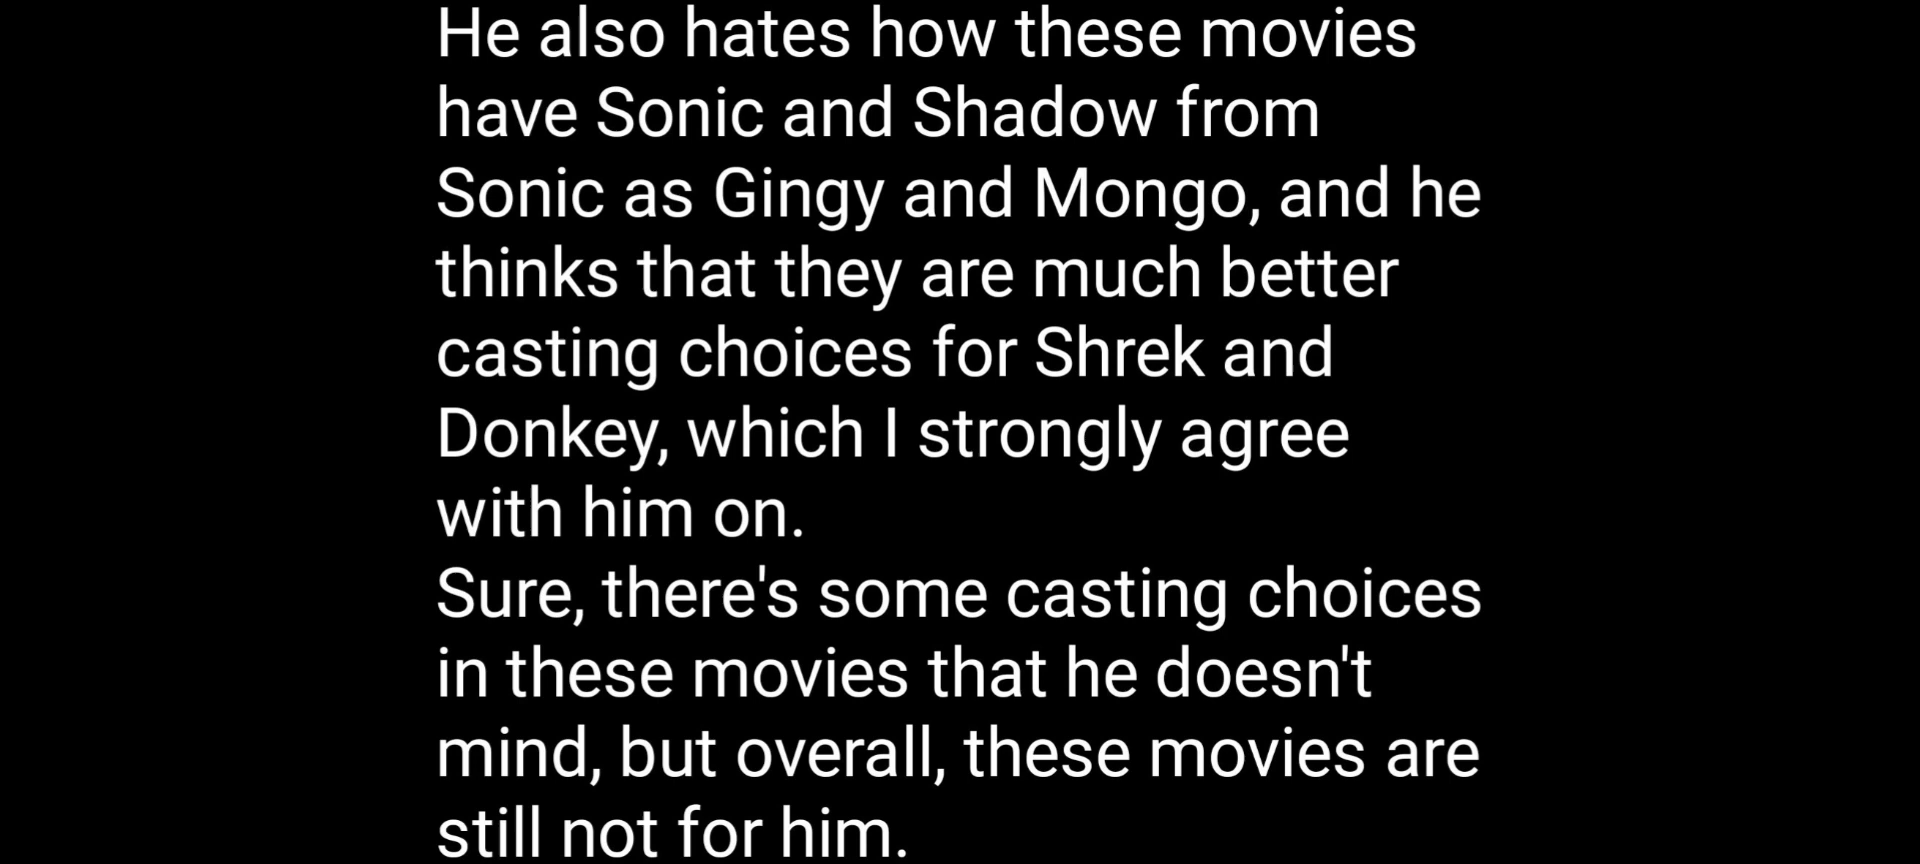 He also hates how these movies
have Sonic and Shadow from
Sonic as Gingy and Mongo, and he
thinks that they are much better
casting choices for Shrek and
Donkey, which I strongly agree
with him on.
Sure, there's some casting choices
in these movies that he doesn't
mind, but overall, these movies are
still not for him.